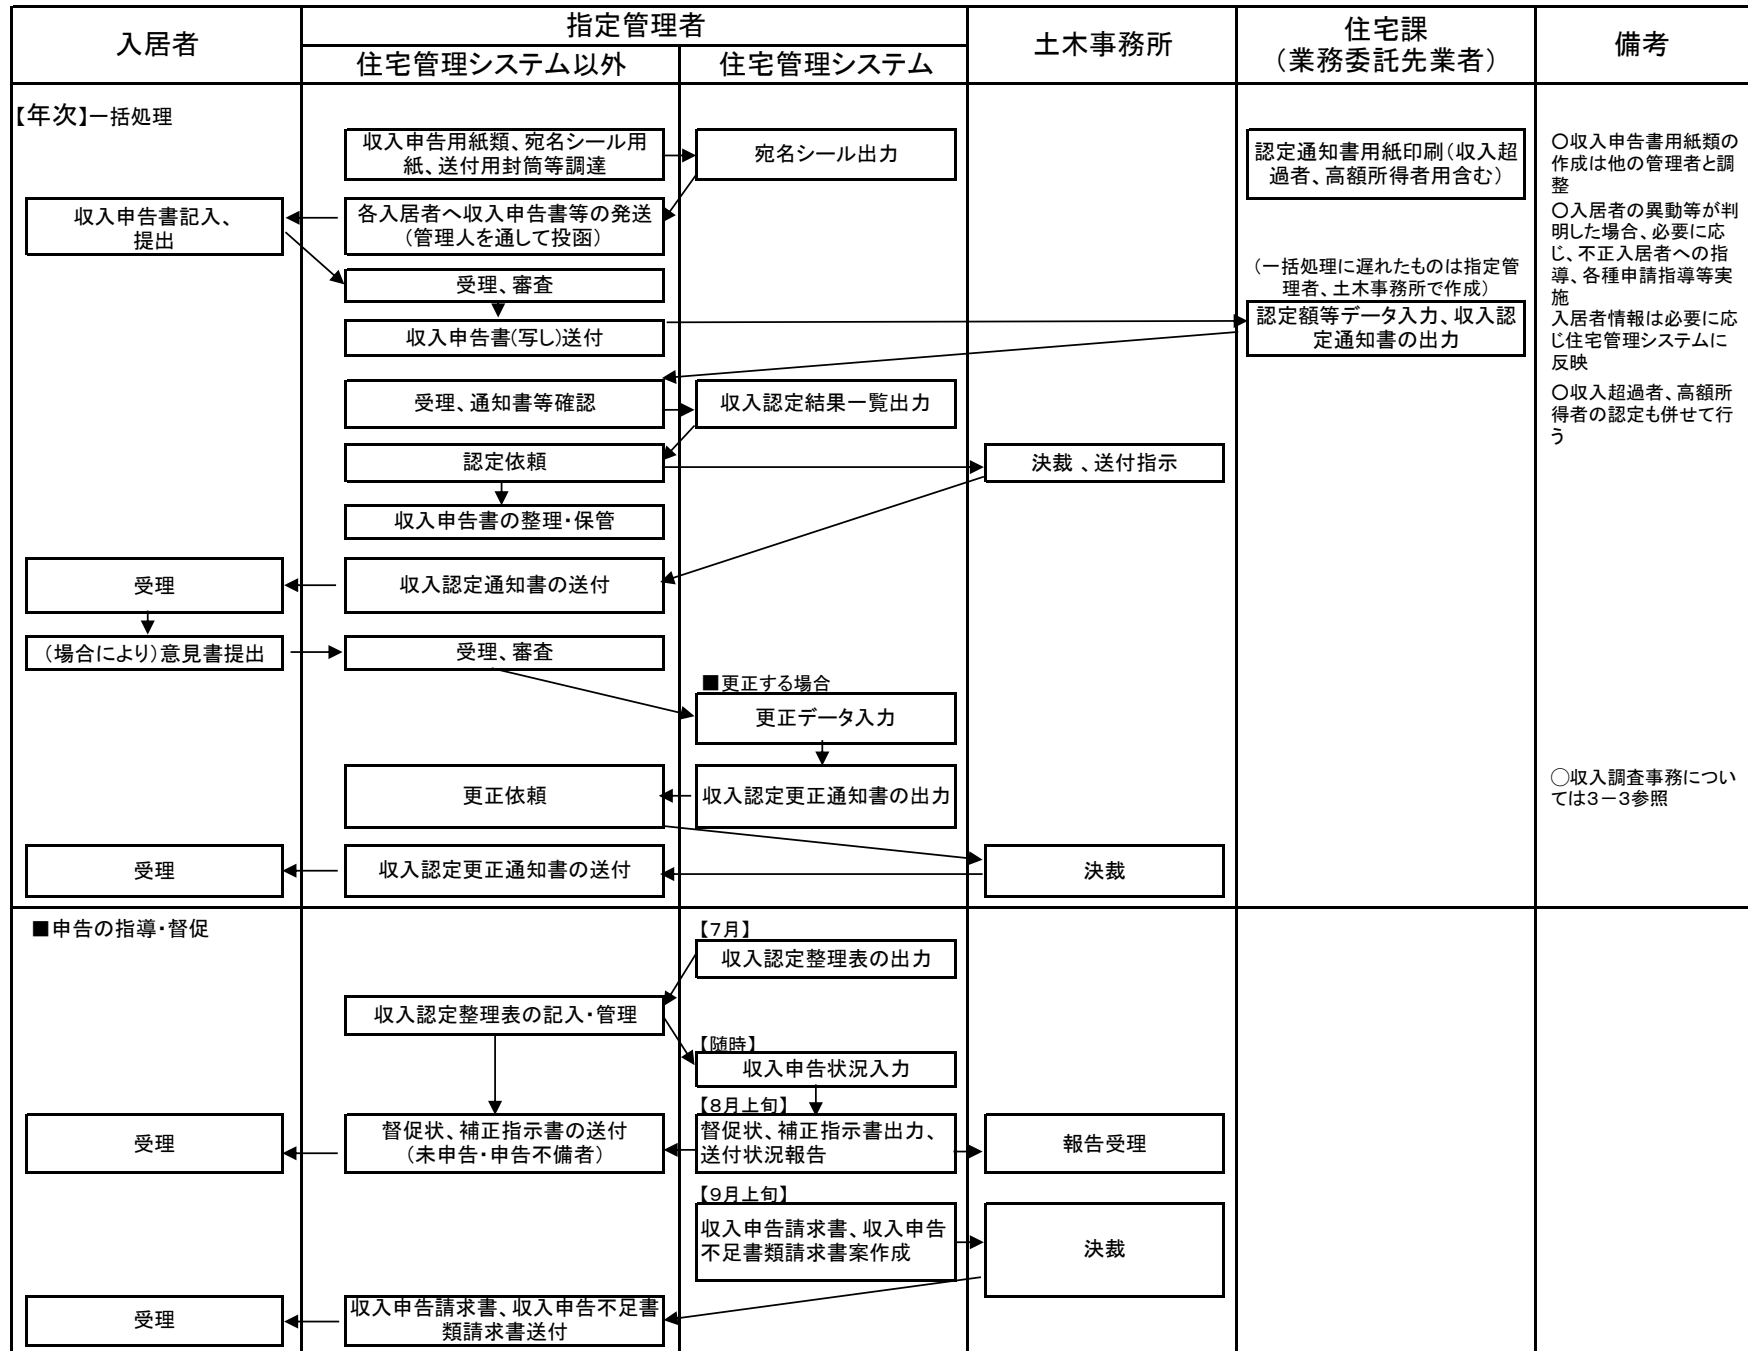 入居者
指定管理者
住宅管理システム以外
住宅管理システム
土木事務所
住宅課
（業務委託先業者）
備考
【年次】一括処理
収入申告用紙類、宛名シール用
紙、送付用封筒等調達
宛名シール出力
認定通知書用紙印刷（収入超
過者、高額所得者用含む）
○収入申告書用紙類の
作成は他の管理者と調
整
収入申告書記入、
提出
各入居者へ収入申告書等の発送
（管理人を通して投函）
○入居者の異動等が判
明した場合、必要に応
じ、不正入居者への指
導、各種申請指導等実
施
入居者情報は必要に応
じ住宅管理システムに
反映
受理、審査
（一括処理に遅れたものは指定管
理者、土木事務所で作成）
収入申告書（写し）送付
認定額等データ入力、収入認
定通知書の出力
受理、通知書等確認
収入認定結果一覧出力
○収入超過者、高額所
得者の認定も併せて行
う
認定依頼
決裁 、送付指示
収入申告書の整理・保管
受理
収入認定通知書の送付
（場合により）意見書提出
受理、審査
■更正する場合
更正データ入力
更正依頼
収入認定更正通知書の出力
○収入調査事務につい
ては３－３参照
受理
収入認定更正通知書の送付
決裁
■申告の指導・督促
【７月】
収入認定整理表の出力
収入認定整理表の記入・管理
【随時】
収入申告状況入力
【８月上旬】
受理
督促状、補正指示書の送付
（未申告・申告不備者）
督促状、補正指示書出力、
送付状況報告
報告受理
【９月上旬】
収入申告請求書、収入申告
不足書類請求書案作成
決裁
受理
収入申告請求書、収入申告不足書
類請求書送付